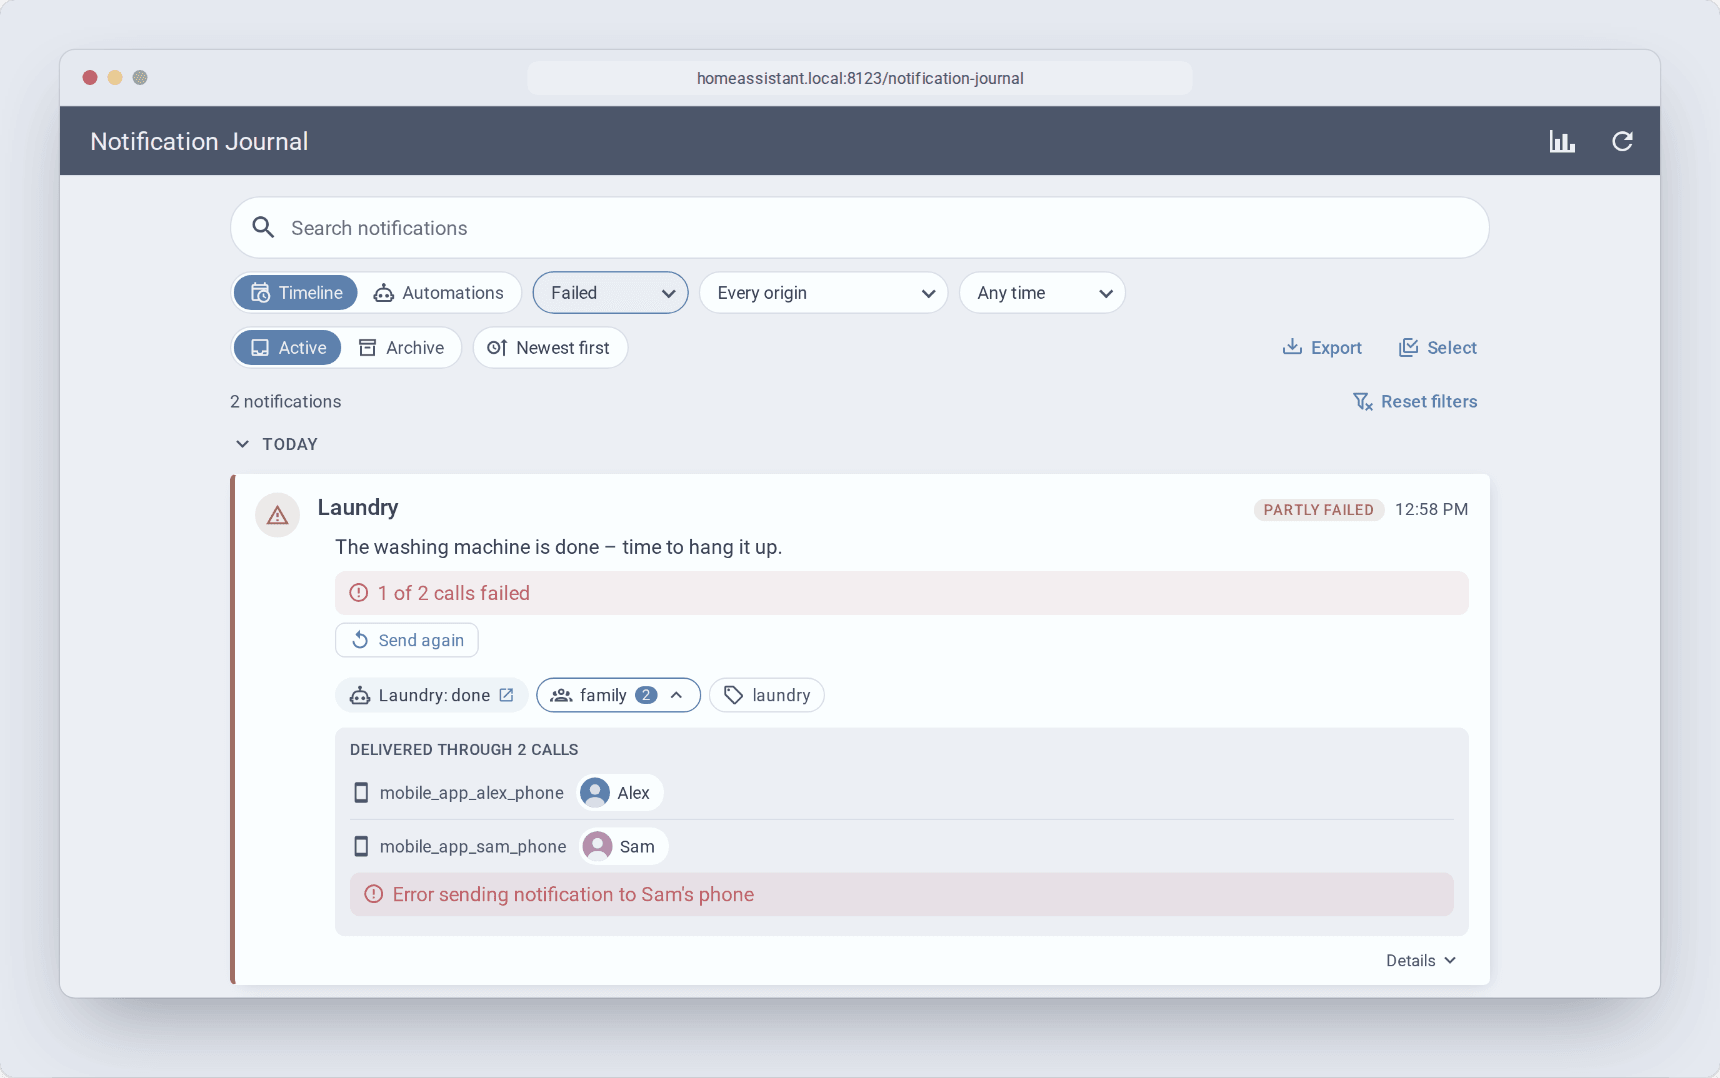 homeassistant.local:8123/notification-journal
Notification Journal
Search notifications
Timeline Automations Failed Every origin Any time
Active Archive Newest first Export Select
2 notifications Reset filters
TODAY
Laundry PARTLY FAILED 12:58 PM
The washing machine is done – time to hang it up.
1 of 2 calls failed
Send again
Laundry: done family 2 laundry
DELIVERED THROUGH 2 CALLS
mobile_app_alex_phone Alex
mobile_app_sam_phone Sam
Error sending notification to Sam's phone
Details